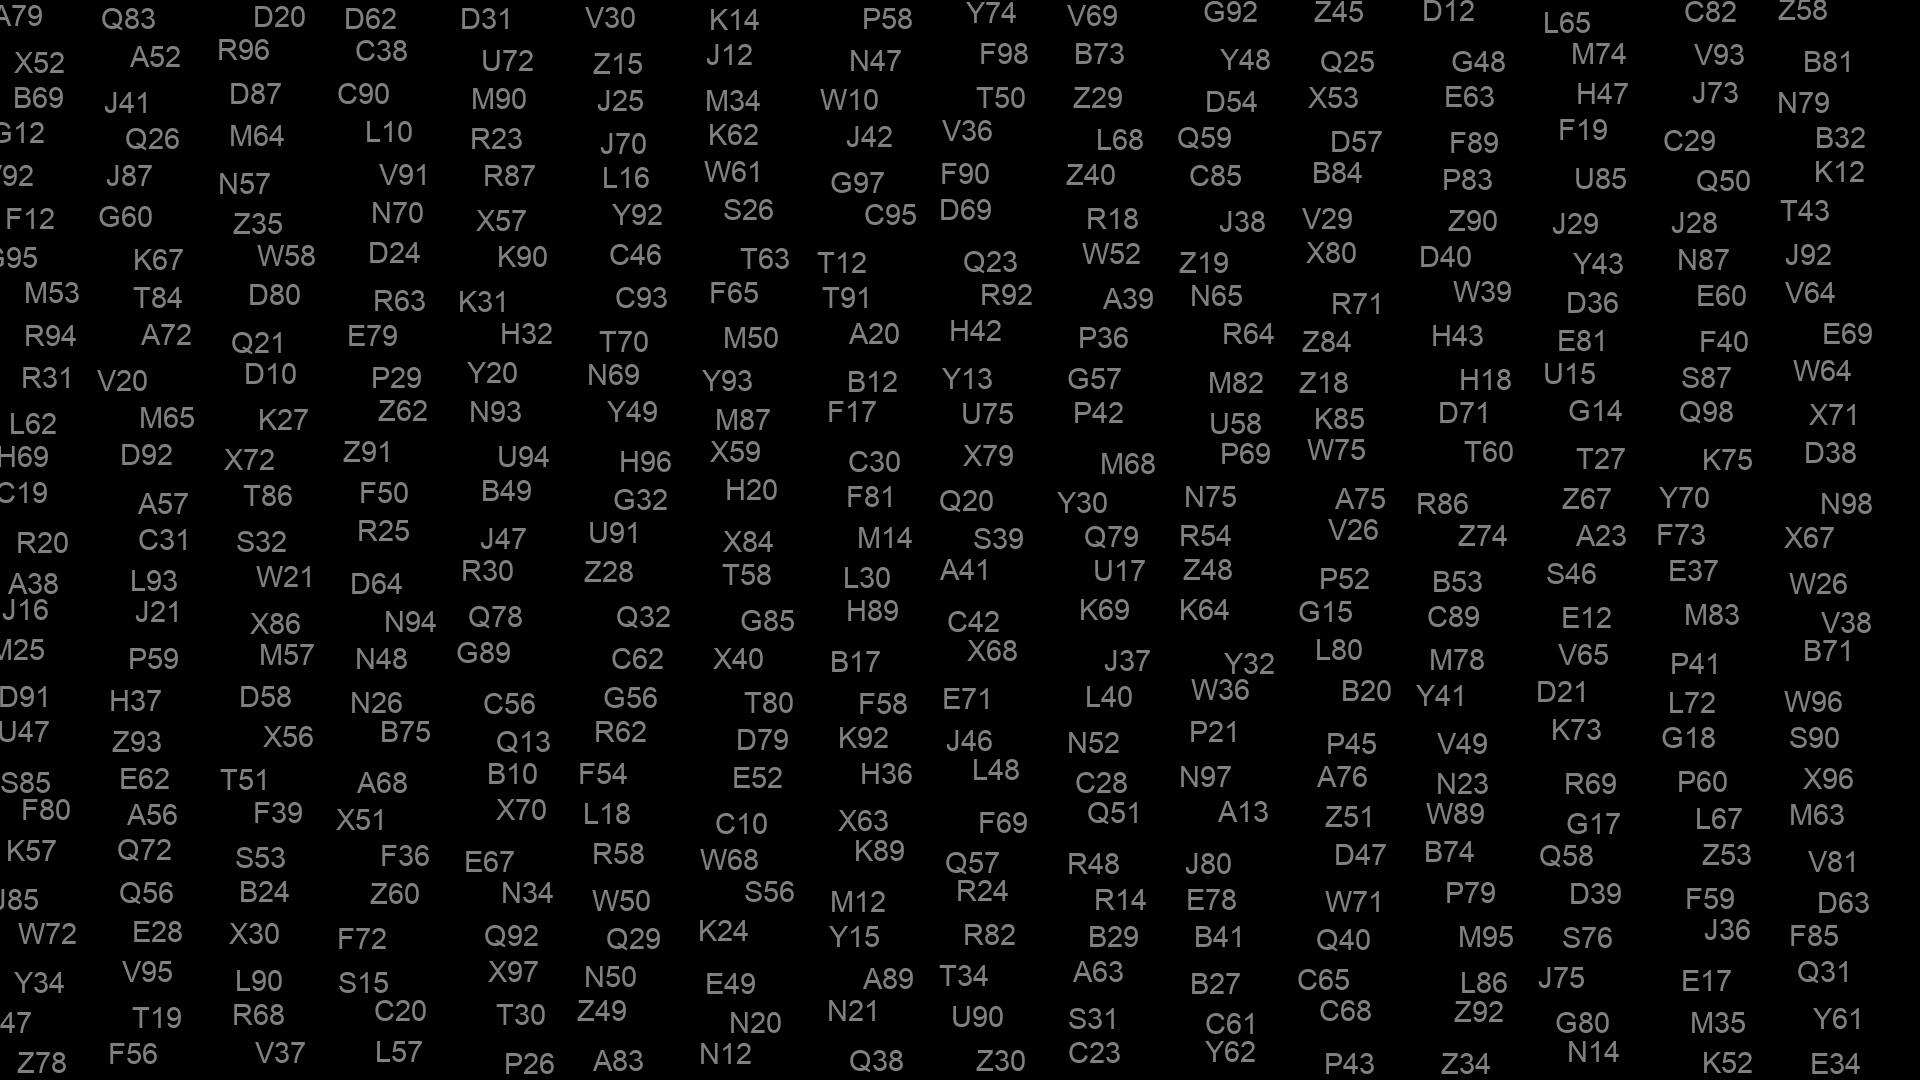 A79 Q83 D20 D62 D31 V30 K14 P58 Y74 V69 G92 Z45 D12 L65 C82 Z58
X52 A52 R96 C38 U72 Z15 J12 N47 F98 B73 Y48 Q25 G48 M74 V93 B81
B69 J41 D87 C90 M90 J25 M34 W10 T50 Z29 D54 X53 E63 H47 J73 N79
G12 Q26 M64 L10 R23 J70 K62 J42 V36 L68 Q59 D57 F89 F19 C29 B32
J87 N57 V91 R87 L16 W61 G97 F90 Z40 C85 B84 P83 U85 Q50 K12
F12 G60 Z35 N70 X57 Y92 S26 C95 D69 R18 J38 V29 Z90 J29 J28 T43
G95 K67 W58 D24 K90 C46 T63 T12 Q23 W52 Z19 X80 D40 Y43 N87 J92
M53 T84 D80 R63 K31 C93 F65 T91 R92 A39 N65 R71 W39 D36 E60 V64
R94 A72 Q21 E79 H32 T70 M50 A20 H42 P36 R64 Z84 H43 E81 F40 E69
R31 V20 D10 P29 Y20 N69 Y93 B12 Y13 G57 M82 Z18 H18 U15 S87 W64
L62 M65 K27 Z62 N93 Y49 M87 F17 U75 P42 U58 K85 D71 G14 Q98 X71
H69 D92 X72 Z91 U94 H96 X59 C30 X79 M68 P69 W75 T60 T27 K75 D38
C19 A57 T86 F50 B49 G32 H20 F81 Q20 Y30 N75 A75 R86 Z67 Y70 N98
R20 C31 S32 R25 J47 U91 X84 M14 S39 Q79 R54 V26 Z74 A23 F73 X67
A38 L93 W21 D64 R30 Z28 T58 L30 A41 U17 Z48 P52 B53 S46 E37 W26
J16 J21 X86 N94 Q78 Q32 G85 H89 C42 K69 K64 G15 C89 E12 M83 V38
M25 P59 M57 N48 G89 C62 X40 B17 X68 J37 Y32 L80 M78 V65 P41 B71
D91 H37 D58 N26 C56 G56 T80 F58 E71 L40 W36 B20 Y41 D21 L72 W96
U47 Z93 X56 B75 Q13 R62 D79 K92 J46 N52 P21 P45 V49 K73 G18 S90
S85 E62 T51 A68 B10 F54 E52 H36 L48 C28 N97 A76 N23 R69 P60 X96
F80 A56 F39 X51 X70 L18 C10 X63 F69 Q51 A13 Z51 W89 G17 L67 M63
K57 Q72 S53 F36 E67 R58 W68 K89 Q57 R48 J80 D47 B74 Q58 Z53 V81
J85 Q56 B24 Z60 N34 W50 S56 M12 R24 R14 E78 W71 P79 D39 F59 D63
W72 E28 X30 F72 Q92 Q29 K24 Y15 R82 B29 B41 Q40 M95 S76 J36 F85
Y34 V95 L90 S15 X97 N50 E49 A89 T34 A63 B27 C65 L86 J75 E17 Q31
47 T19 R68 C20 T30 Z49 N20 N21 U90 S31 C61 C68 Z92 G80 M35 Y61
Z78 F56 V37 L57 P26 A83 N12 Q38 Z30 C23 Y62 P43 Z34 N14 K52 E34